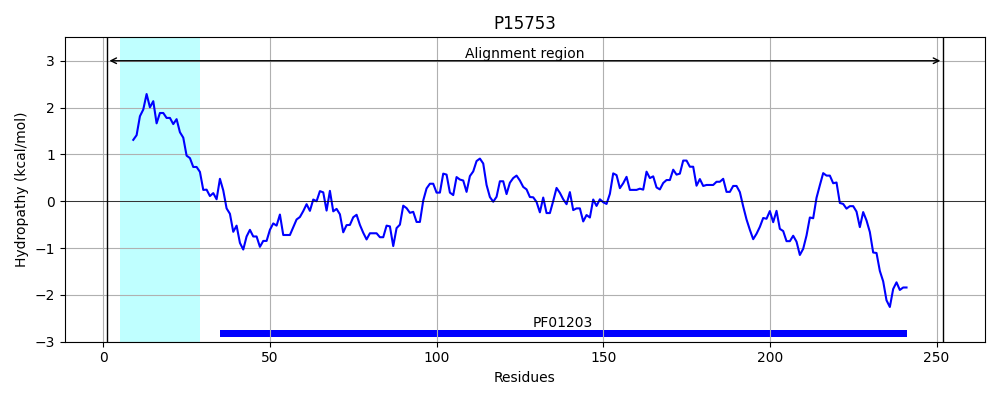 P15753
Alignment region
PF01203
Hydropathy (kcal/mol)
3
2
1
0
−1
−2
−3
0 50 100 150 200 250
Residues